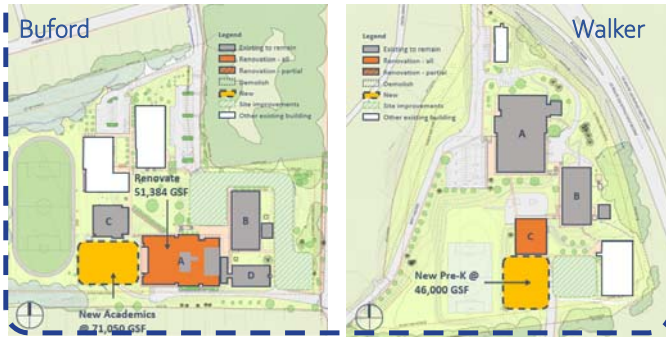 Buford
Legend
Existing to remain
Renovation - all
Renovation - partial
Demolish
New
Site improvements
Other existing building
Renovate
51,384 GSF
C
B
A
D
New Academics
@ 71,050 GSF
Walker
Legend
Existing to remain
Renovation - all
Renovation - partial
Demolish
New
Site improvements
Other existing building
A
B
C
New Pre-K @
46,000 GSF